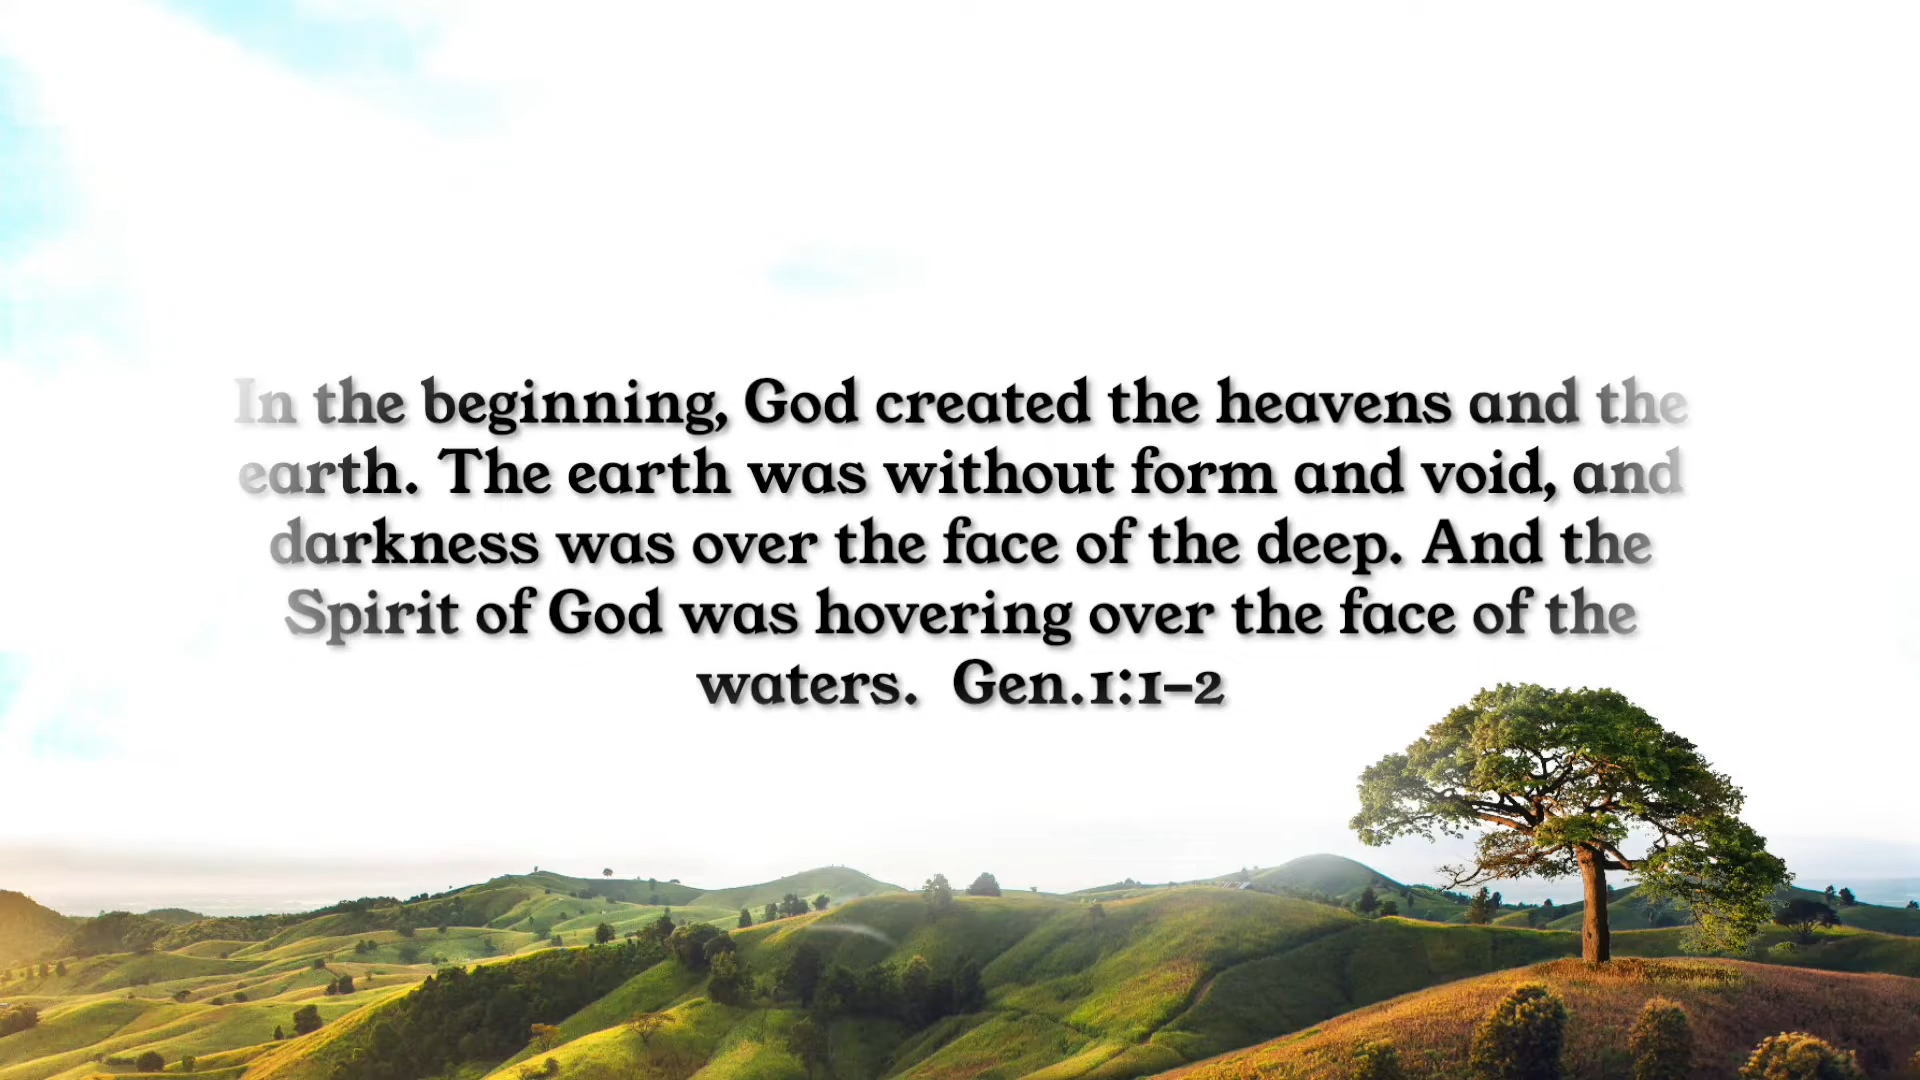 In the beginning, God created the heavens and the
earth. The earth was without form and void, and
darkness was over the face of the deep. And the
Spirit of God was hovering over the face of the
waters.  Gen.1:1–2